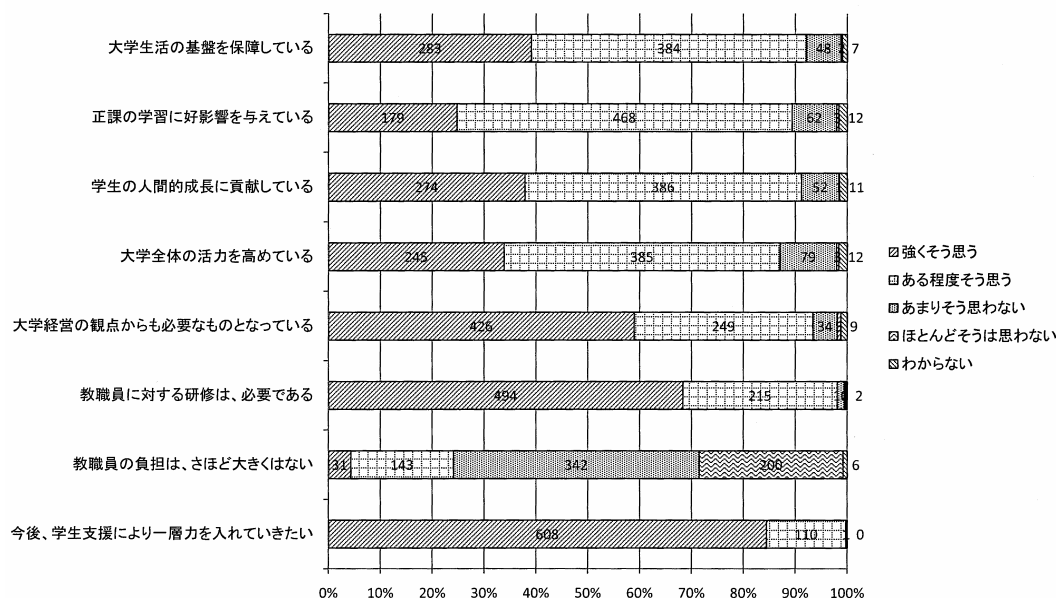 大学生活の基盤を保障している 283 384 48 7
正課の学習に好影響を与えている 179 468 62 3 12
学生の人間的成長に貢献している 274 386 52 11
大学全体の活力を高めている 245 385 79 3 12
大学経営の観点からも必要なものとなっている 426 249 34 9
教職員に対する研修は、必要である 494 215 2
教職員の負担は、さほど大きくはない 31 143 342 200 6
今後、学生支援により一層力を入れていきたい 608 110 1 0
0% 10% 20% 30% 40% 50% 60% 70% 80% 90% 100%
強くそう思う
ある程度そう思う
あまりそう思わない
ほとんどそうは思わない
わからない